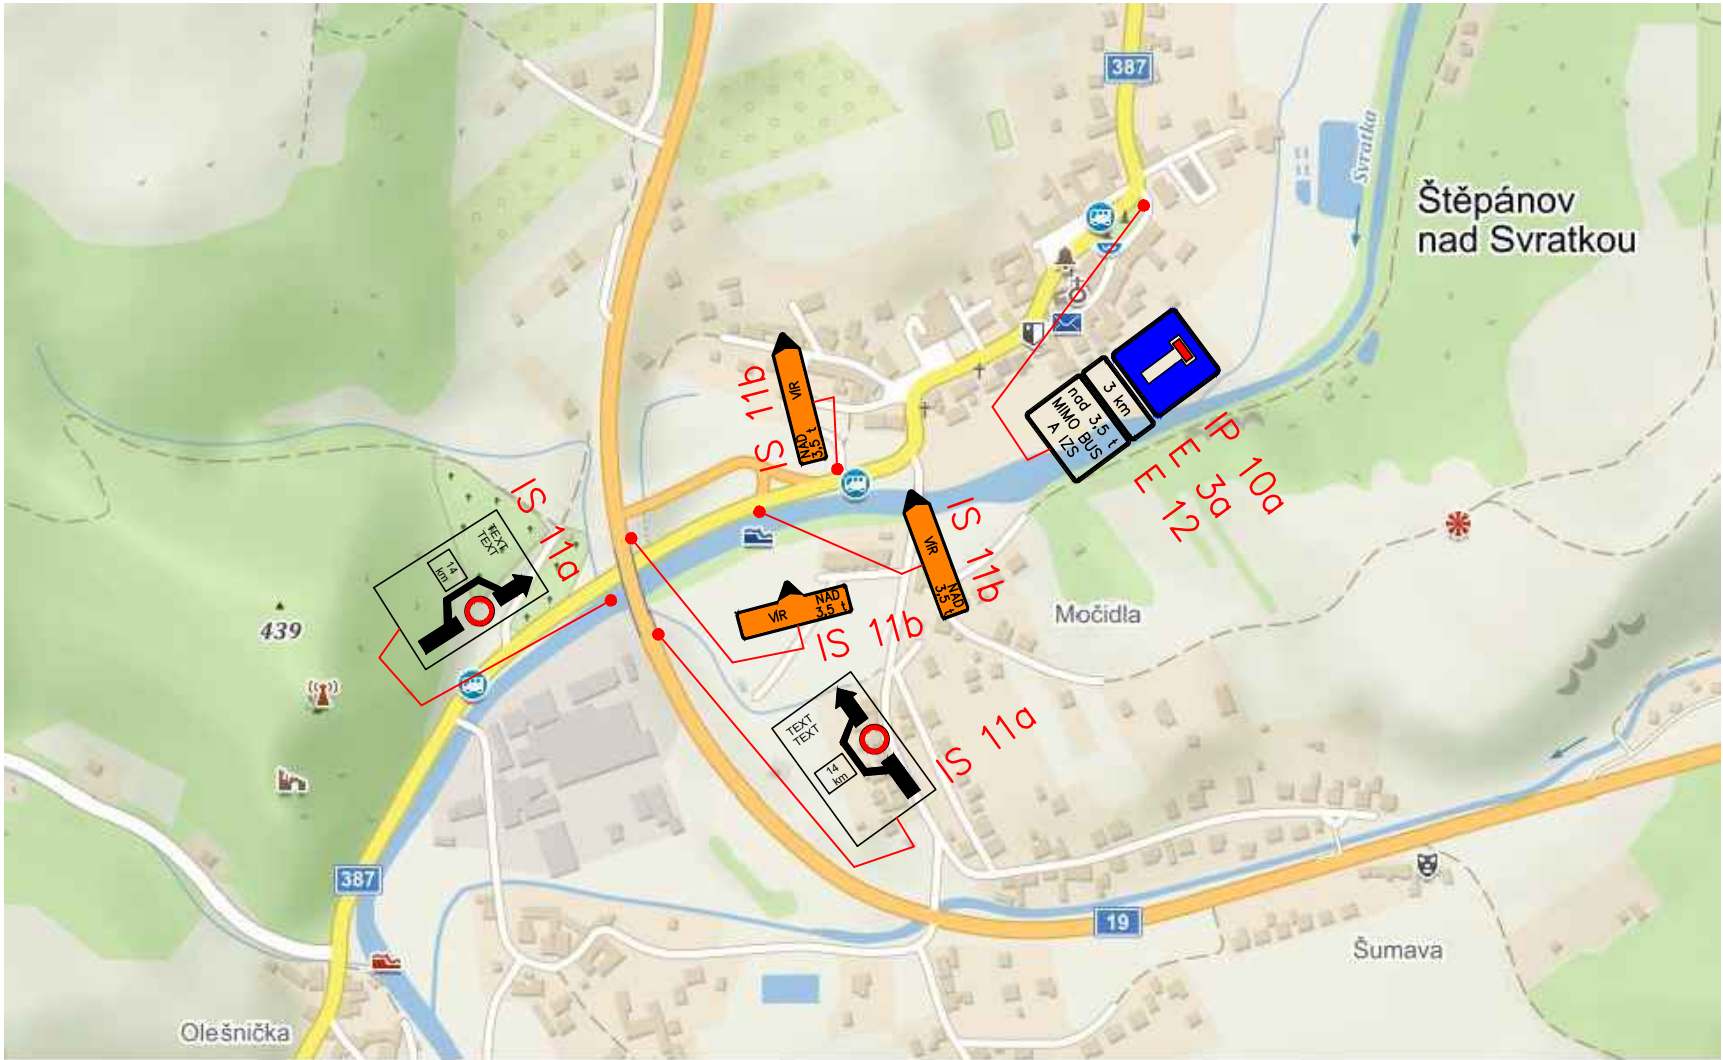 387
Svratka
Štěpánov
nad Svratkou
VÍR
NAD
3,5 t
IS 11b
3 km
nad 3,5 t
MIMO BUS
A IZS
IP 10a
E 3a
E 12
TEXT
TEXT
14
km
IS 11a
VÍR
NAD
3,5 t
IS 11b
VÍR
NAD
3,5 t
IS 11b
Močidla
439
TEXT
TEXT
14
km
IS 11a
387
19
Šumava
Olešnička